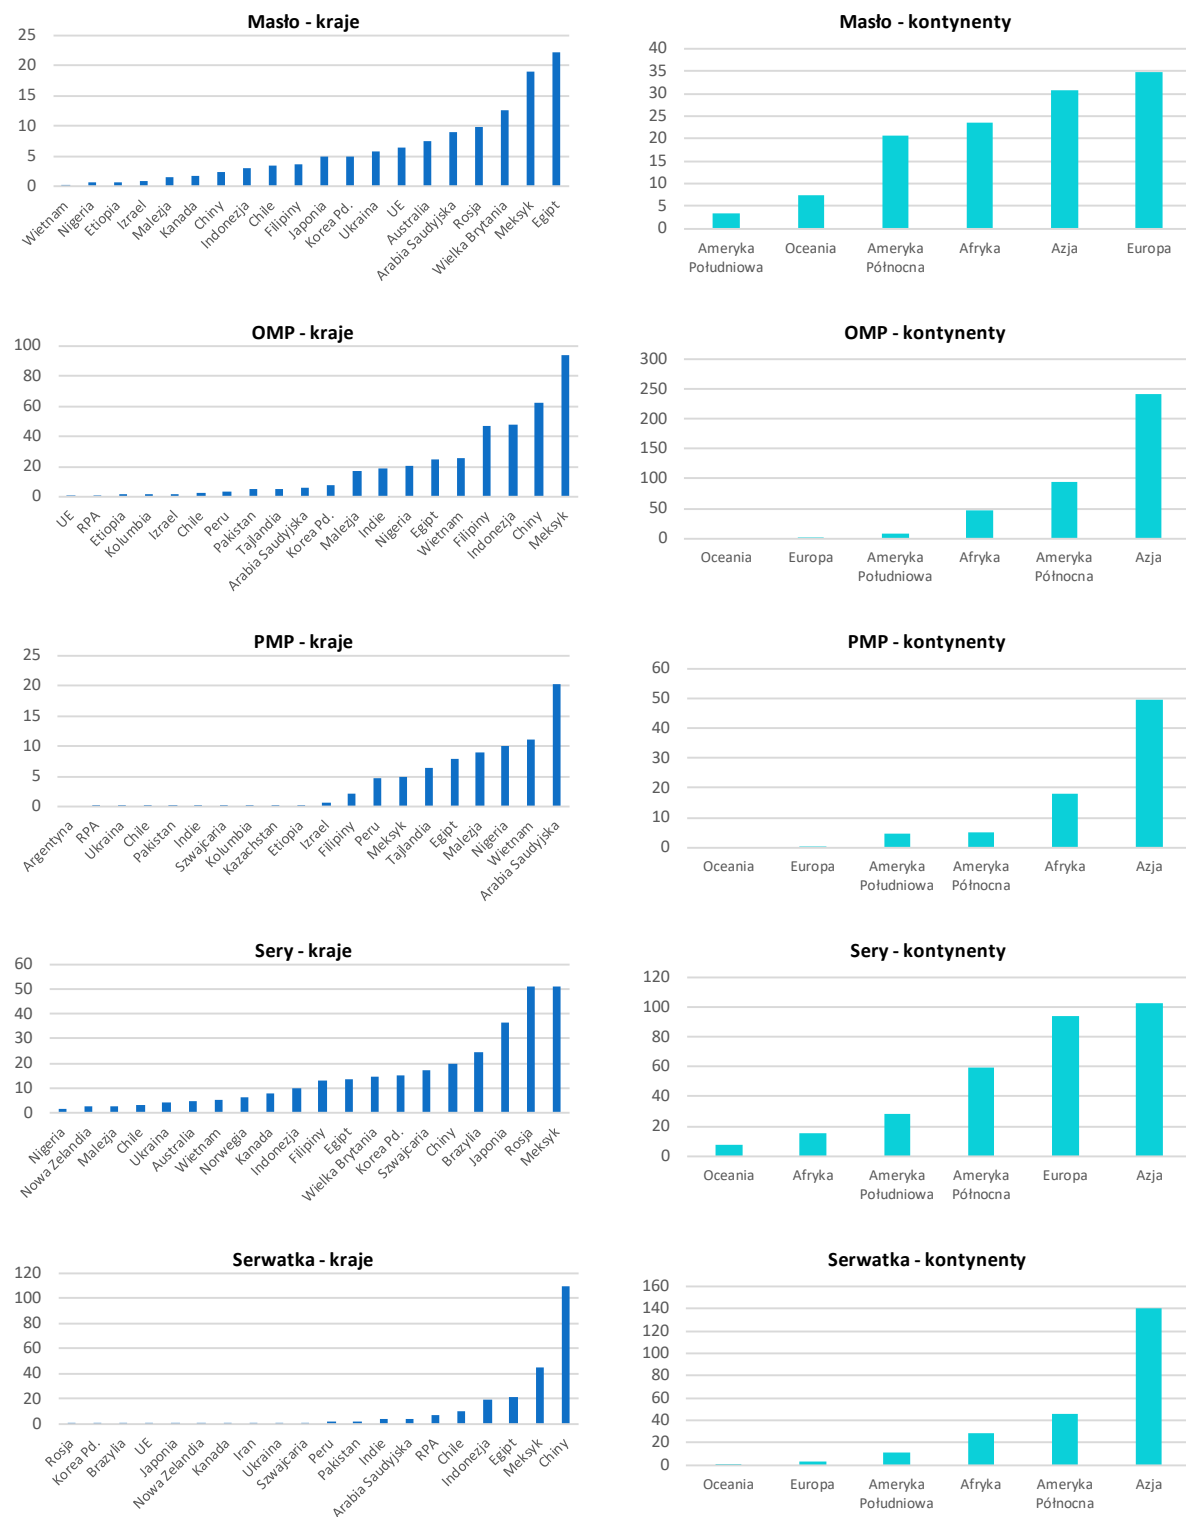 Masło - kraje
25
20
15
10
5
0
Wietnam
Nigeria
Etiopia
Izrael
Malezja
Kanada
Chiny
Indonezja
Chile
Filipiny
Japonia
Korea Pd.
Ukraina
UE
Australia
Arabia Saudyjska
Rosja
Wielka Brytania
Meksyk
Egipt
Masło - kontynenty
40
35
30
25
20
15
10
5
0
Ameryka
Południowa
Oceania
Ameryka
Północna
Afryka
Azja
Europa
OMP - kraje
100
80
60
40
20
0
UE
RPA
Etiopia
Kolumbia
Izrael
Chile
Peru
Pakistan
Tajlandia
Arabia Saudyjska
Korea Pd.
Malezja
Indie
Nigeria
Egipt
Wietnam
Filipiny
Indonezja
Chiny
Meksyk
OMP - kontynenty
300
250
200
150
100
50
0
Oceania
Europa
Ameryka
Południowa
Afryka
Ameryka
Północna
Azja
PMP - kraje
25
20
15
10
5
0
Argentyna
RPA
Ukraina
Chile
Pakistan
Indie
Szwajcaria
Kolumbia
Kazachstan
Etiopia
Izrael
Filipiny
Peru
Meksyk
Tajlandia
Egipt
Malezja
Nigeria
Wietnam
Arabia Saudyjska
PMP - kontynenty
60
50
40
30
20
10
0
Oceania
Europa
Ameryka
Południowa
Ameryka
Północna
Afryka
Azja
Sery - kraje
60
50
40
30
20
10
0
Nigeria
Nowa Zelandia
Malezja
Chile
Ukraina
Australia
Wietnam
Norwegia
Kanada
Indonezja
Filipiny
Egipt
Wielka Brytania
Korea Pd.
Szwajcaria
Chiny
Brazylia
Japonia
Rosja
Meksyk
Sery - kontynenty
120
100
80
60
40
20
0
Oceania
Afryka
Ameryka
Południowa
Ameryka
Północna
Europa
Azja
Serwatka - kraje
120
100
80
60
40
20
0
Rosja
Korea Pd.
Brazylia
UE
Japonia
Nowa Zelandia
Kanada
Iran
Ukraina
Szwajcaria
Peru
Pakistan
Indie
Arabia Saudyjska
RPA
Chile
Indonezja
Egipt
Meksyk
Chiny
Serwatka - kontynenty
160
140
120
100
80
60
40
20
0
Oceania
Europa
Ameryka
Południowa
Afryka
Ameryka
Północna
Azja